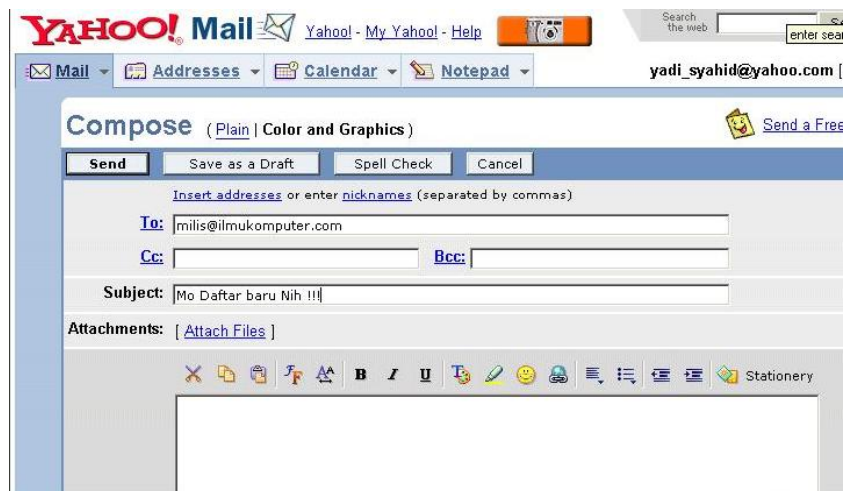 YAHOO! Mail Yahoo! - My Yahoo! - Help Search the web
enter sear
Mail Addresses Calendar Notepad yadi_syahid@yahoo.com [
Compose ( Plain | Color and Graphics ) Send a Free
Send Save as a Draft Spell Check Cancel
Insert addresses or enter nicknames (separated by commas)
To: milis@ilmukomputer.com
Cc: Bcc:
Subject: Mo Daftar baru Nih !!!
Attachments: [ Attach Files ]
B I U Stationery